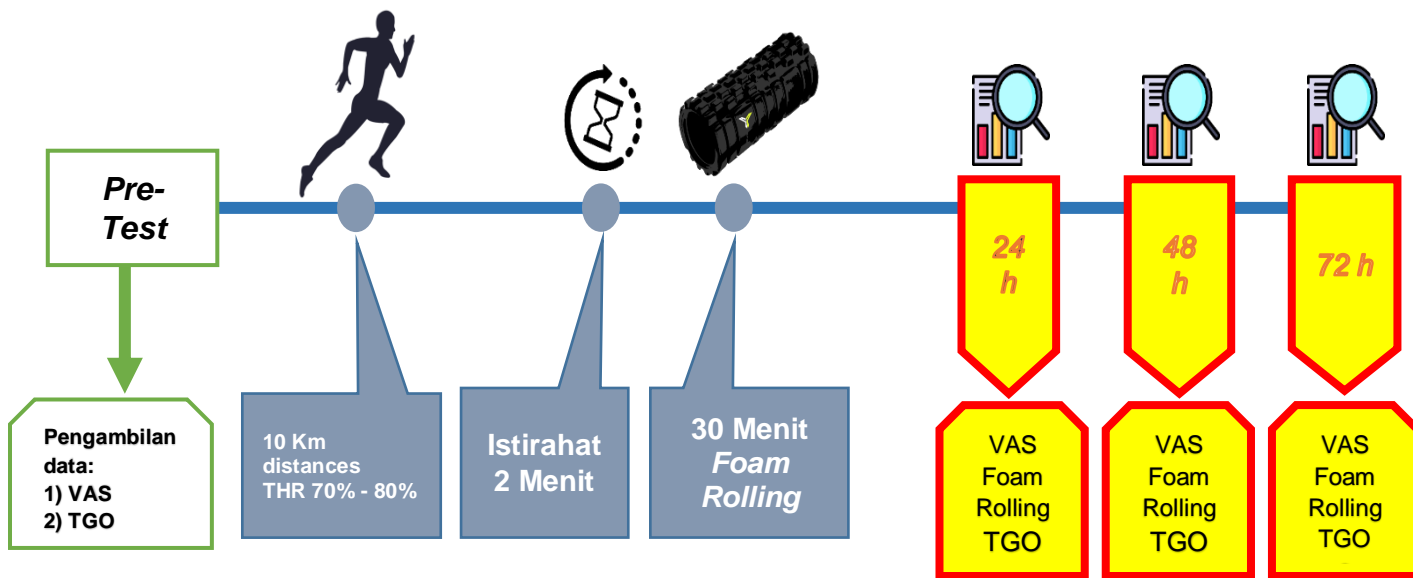 Pre-
Test
24
h
48
h
72 h
Pengambilan
data:
1) VAS
2) TGO
10 Km
distances
THR 70% - 80%
Istirahat
2 Menit
30 Menit
Foam
Rolling
VAS
Foam
Rolling
TGO
VAS
Foam
Rolling
TGO
VAS
Foam
Rolling
TGO